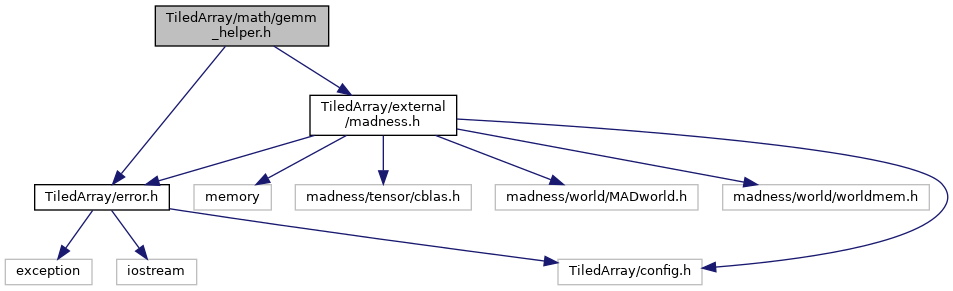 TiledArray/math/gemm
_helper.h
TiledArray/external
/madness.h
TiledArray/error.h
memory
madness/tensor/cblas.h
madness/world/MADworld.h
madness/world/worldmem.h
exception
iostream
TiledArray/config.h